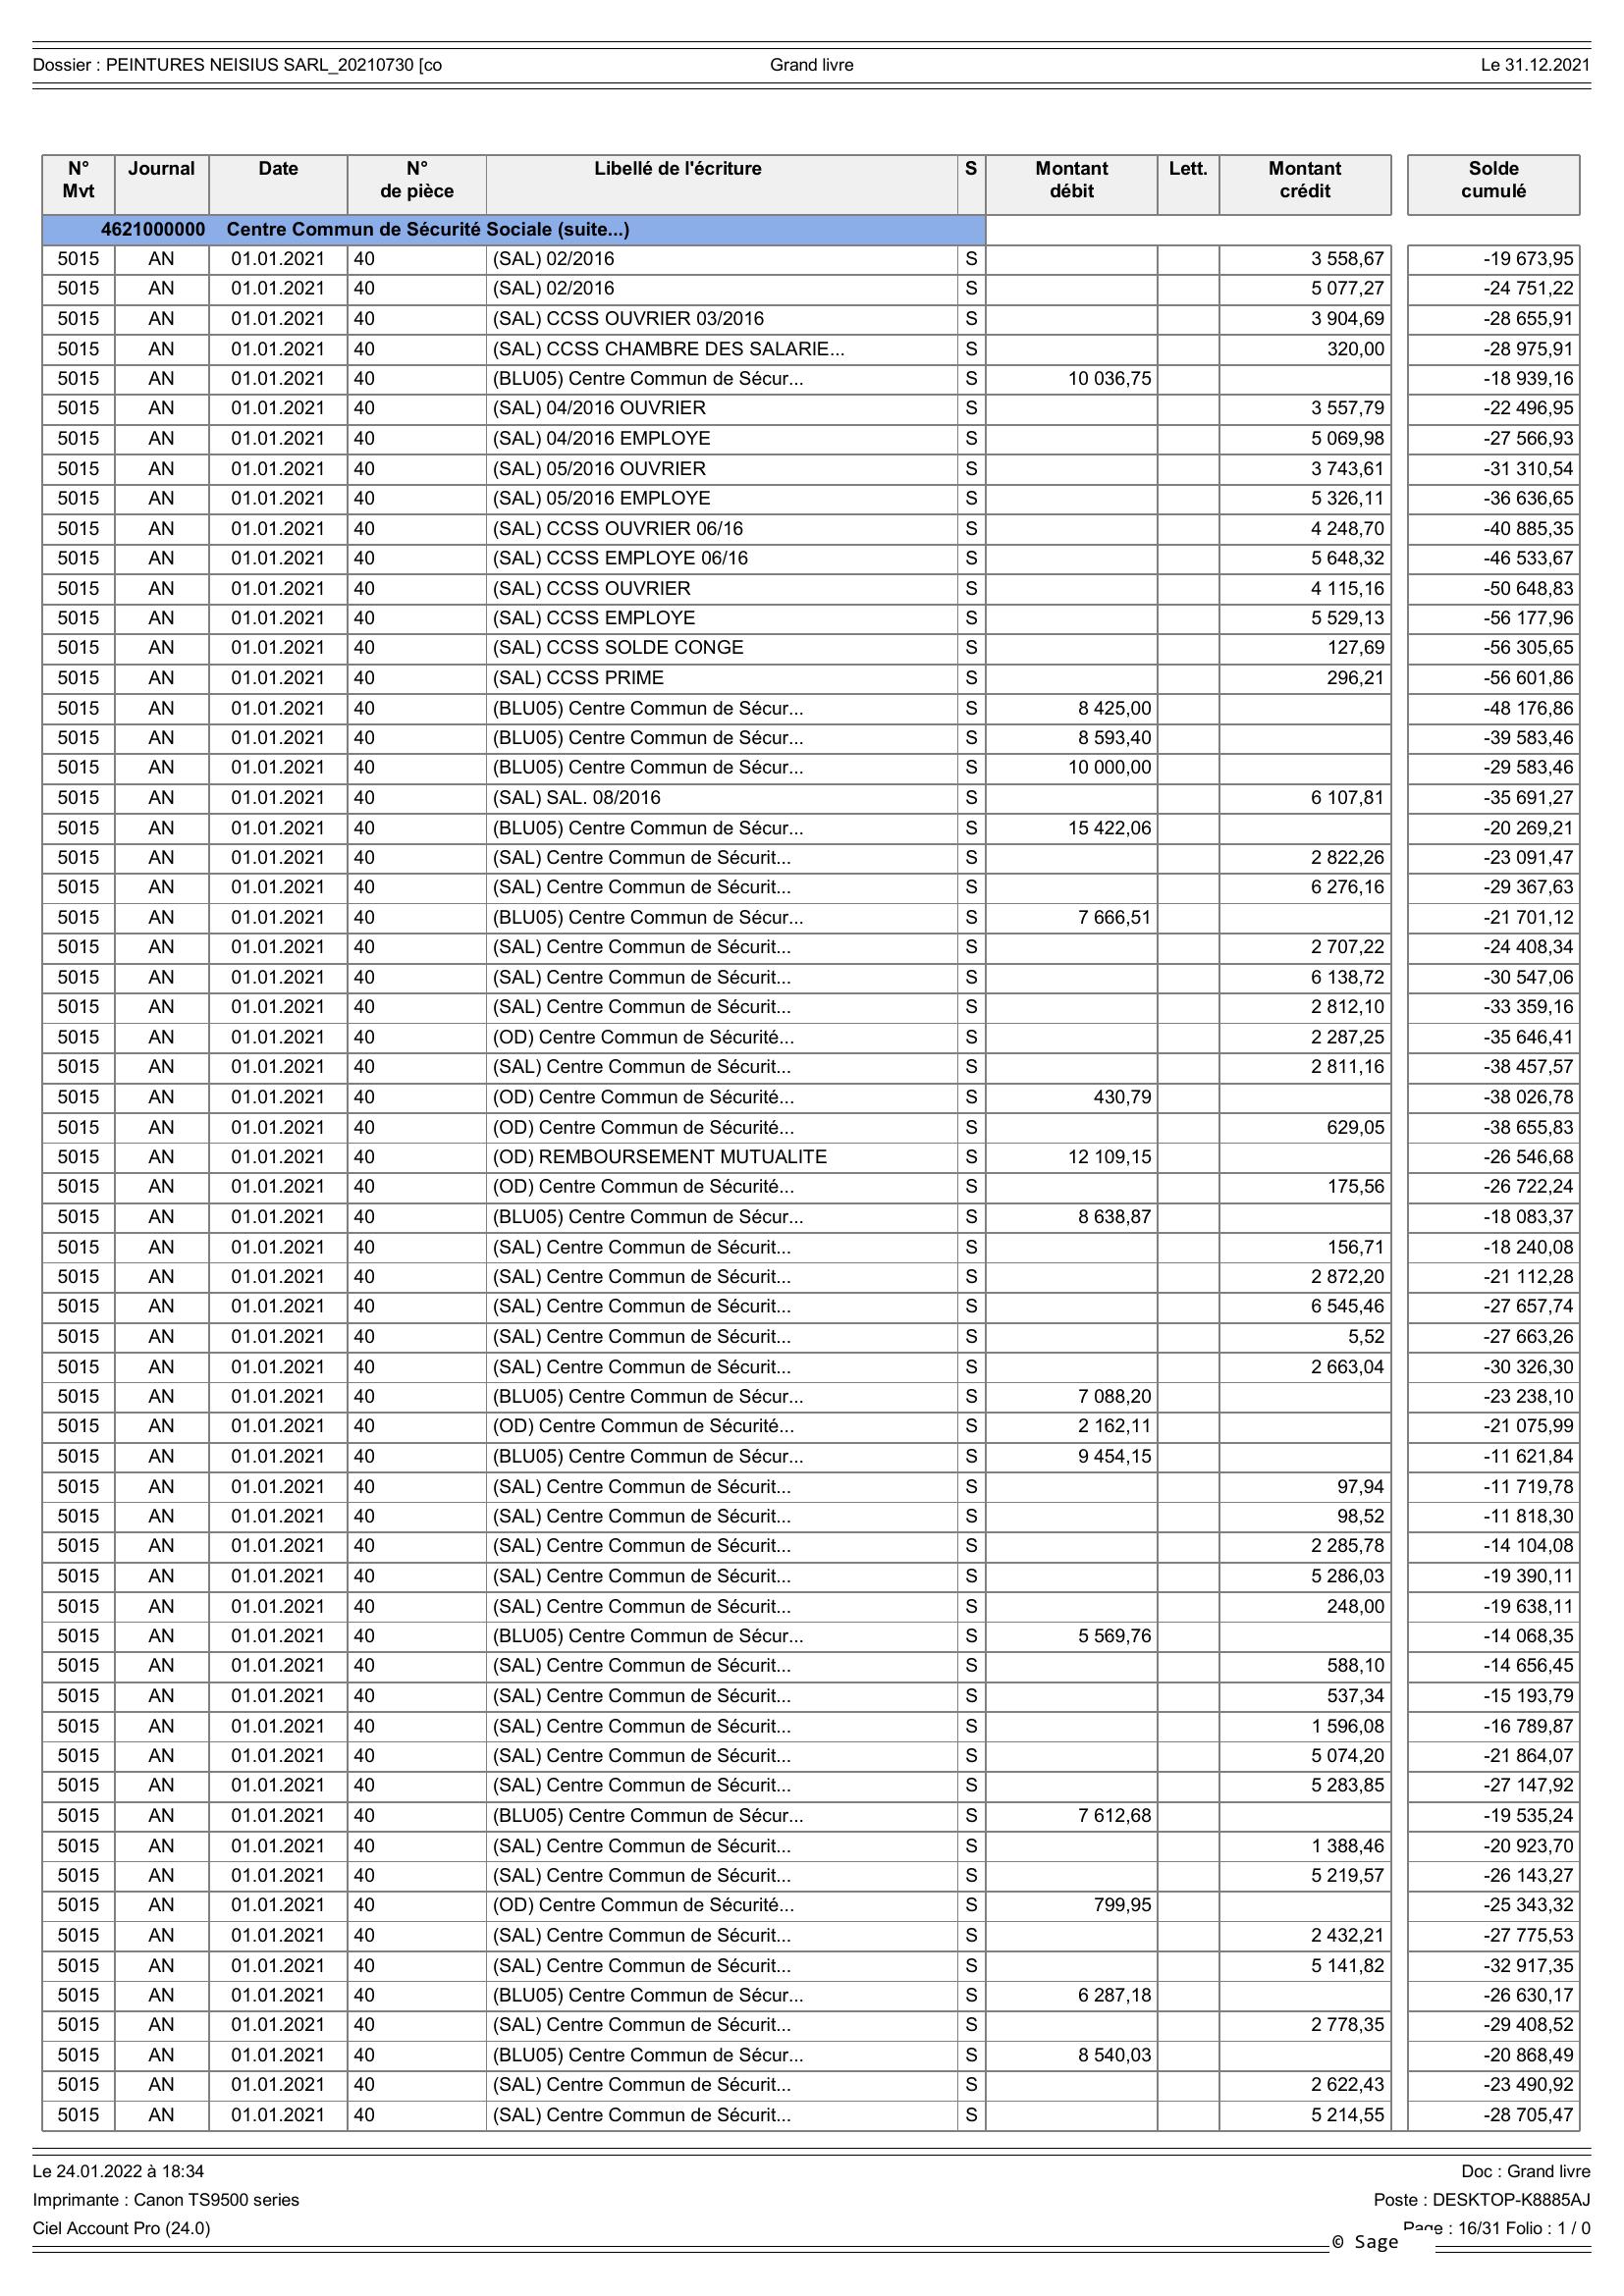 Dossier : PEINTURES NEISIUS SARL_20210730 [co Grand livre Le 31.12.2021
N° Mvt Journal Date N° de pièce Libellé de l'écriture S Montant débit Lett. Montant crédit Solde cumulé
4621000000 Centre Commun de Sécurité Sociale (suite...)
5015 AN 01.01.2021 40 (SAL) 02/2016 S 3 558,67 -19 673,95
5015 AN 01.01.2021 40 (SAL) 02/2016 S 5 077,27 -24 751,22
5015 AN 01.01.2021 40 (SAL) CCSS OUVRIER 03/2016 S 3 904,69 -28 655,91
5015 AN 01.01.2021 40 (SAL) CCSS CHAMBRE DES SALARIE... S 320,00 -28 975,91
5015 AN 01.01.2021 40 (BLU05) Centre Commun de Sécur... S 10 036,75 -18 939,16
5015 AN 01.01.2021 40 (SAL) 04/2016 OUVRIER S 3 557,79 -22 496,95
5015 AN 01.01.2021 40 (SAL) 04/2016 EMPLOYE S 5 069,98 -27 566,93
5015 AN 01.01.2021 40 (SAL) 05/2016 OUVRIER S 3 743,61 -31 310,54
5015 AN 01.01.2021 40 (SAL) 05/2016 EMPLOYE S 5 326,11 -36 636,65
5015 AN 01.01.2021 40 (SAL) CCSS OUVRIER 06/16 S 4 248,70 -40 885,35
5015 AN 01.01.2021 40 (SAL) CCSS EMPLOYE 06/16 S 5 648,32 -46 533,67
5015 AN 01.01.2021 40 (SAL) CCSS OUVRIER S 4 115,16 -50 648,83
5015 AN 01.01.2021 40 (SAL) CCSS EMPLOYE S 5 529,13 -56 177,96
5015 AN 01.01.2021 40 (SAL) CCSS SOLDE CONGE S 127,69 -56 305,65
5015 AN 01.01.2021 40 (SAL) CCSS PRIME S 296,21 -56 601,86
5015 AN 01.01.2021 40 (BLU05) Centre Commun de Sécur... S 8 425,00 -48 176,86
5015 AN 01.01.2021 40 (BLU05) Centre Commun de Sécur... S 8 593,40 -39 583,46
5015 AN 01.01.2021 40 (BLU05) Centre Commun de Sécur... S 10 000,00 -29 583,46
5015 AN 01.01.2021 40 (SAL) SAL. 08/2016 S 6 107,81 -35 691,27
5015 AN 01.01.2021 40 (BLU05) Centre Commun de Sécur... S 15 422,06 -20 269,21
5015 AN 01.01.2021 40 (SAL) Centre Commun de Sécurit... S 2 822,26 -23 091,47
5015 AN 01.01.2021 40 (SAL) Centre Commun de Sécurit... S 6 276,16 -29 367,63
5015 AN 01.01.2021 40 (BLU05) Centre Commun de Sécur... S 7 666,51 -21 701,12
5015 AN 01.01.2021 40 (SAL) Centre Commun de Sécurit... S 2 707,22 -24 408,34
5015 AN 01.01.2021 40 (SAL) Centre Commun de Sécurit... S 6 138,72 -30 547,06
5015 AN 01.01.2021 40 (SAL) Centre Commun de Sécurit... S 2 812,10 -33 359,16
5015 AN 01.01.2021 40 (OD) Centre Commun de Sécurité... S 2 287,25 -35 646,41
5015 AN 01.01.2021 40 (SAL) Centre Commun de Sécurit... S 2 811,16 -38 457,57
5015 AN 01.01.2021 40 (OD) Centre Commun de Sécurité... S 430,79 -38 026,78
5015 AN 01.01.2021 40 (OD) Centre Commun de Sécurité... S 629,05 -38 655,83
5015 AN 01.01.2021 40 (OD) REMBOURSEMENT MUTUALITE S 12 109,15 -26 546,68
5015 AN 01.01.2021 40 (OD) Centre Commun de Sécurité... S 175,56 -26 722,24
5015 AN 01.01.2021 40 (BLU05) Centre Commun de Sécur... S 8 638,87 -18 083,37
5015 AN 01.01.2021 40 (SAL) Centre Commun de Sécurit... S 156,71 -18 240,08
5015 AN 01.01.2021 40 (SAL) Centre Commun de Sécurit... S 2 872,20 -21 112,28
5015 AN 01.01.2021 40 (SAL) Centre Commun de Sécurit... S 6 545,46 -27 657,74
5015 AN 01.01.2021 40 (SAL) Centre Commun de Sécurit... S 5,52 -27 663,26
5015 AN 01.01.2021 40 (SAL) Centre Commun de Sécurit... S 2 663,04 -30 326,30
5015 AN 01.01.2021 40 (BLU05) Centre Commun de Sécur... S 7 088,20 -23 238,10
5015 AN 01.01.2021 40 (OD) Centre Commun de Sécurité... S 2 162,11 -21 075,99
5015 AN 01.01.2021 40 (BLU05) Centre Commun de Sécur... S 9 454,15 -11 621,84
5015 AN 01.01.2021 40 (SAL) Centre Commun de Sécurit... S 97,94 -11 719,78
5015 AN 01.01.2021 40 (SAL) Centre Commun de Sécurit... S 98,52 -11 818,30
5015 AN 01.01.2021 40 (SAL) Centre Commun de Sécurit... S 2 285,78 -14 104,08
5015 AN 01.01.2021 40 (SAL) Centre Commun de Sécurit... S 5 286,03 -19 390,11
5015 AN 01.01.2021 40 (SAL) Centre Commun de Sécurit... S 248,00 -19 638,11
5015 AN 01.01.2021 40 (BLU05) Centre Commun de Sécur... S 5 569,76 -14 068,35
5015 AN 01.01.2021 40 (SAL) Centre Commun de Sécurit... S 588,10 -14 656,45
5015 AN 01.01.2021 40 (SAL) Centre Commun de Sécurit... S 537,34 -15 193,79
5015 AN 01.01.2021 40 (SAL) Centre Commun de Sécurit... S 1 596,08 -16 789,87
5015 AN 01.01.2021 40 (SAL) Centre Commun de Sécurit... S 5 074,20 -21 864,07
5015 AN 01.01.2021 40 (SAL) Centre Commun de Sécurit... S 5 283,85 -27 147,92
5015 AN 01.01.2021 40 (BLU05) Centre Commun de Sécur... S 7 612,68 -19 535,24
5015 AN 01.01.2021 40 (SAL) Centre Commun de Sécurit... S 1 388,46 -20 923,70
5015 AN 01.01.2021 40 (SAL) Centre Commun de Sécurit... S 5 219,57 -26 143,27
5015 AN 01.01.2021 40 (OD) Centre Commun de Sécurité... S 799,95 -25 343,32
5015 AN 01.01.2021 40 (SAL) Centre Commun de Sécurit... S 2 432,21 -27 775,53
5015 AN 01.01.2021 40 (SAL) Centre Commun de Sécurit... S 5 141,82 -32 917,35
5015 AN 01.01.2021 40 (BLU05) Centre Commun de Sécur... S 6 287,18 -26 630,17
5015 AN 01.01.2021 40 (SAL) Centre Commun de Sécurit... S 2 778,35 -29 408,52
5015 AN 01.01.2021 40 (BLU05) Centre Commun de Sécur... S 8 540,03 -20 868,49
5015 AN 01.01.2021 40 (SAL) Centre Commun de Sécurit... S 2 622,43 -23 490,92
5015 AN 01.01.2021 40 (SAL) Centre Commun de Sécurit... S 5 214,55 -28 705,47
Le 24.01.2022 à 18:34 Doc : Grand livre
Imprimante : Canon TS9500 series Poste : DESKTOP-K8885AJ
Ciel Account Pro (24.0) Page : 16/31 Folio : 1 / 0
© Sage